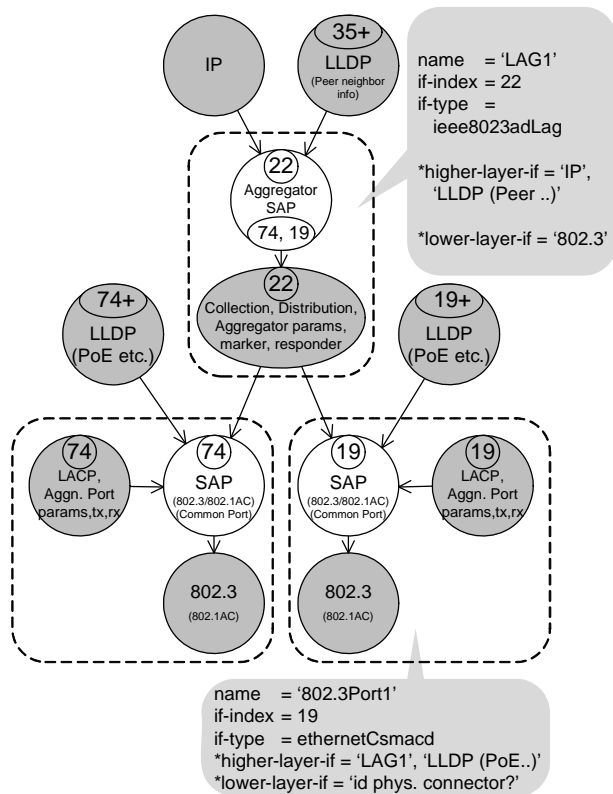 IP
35+
LLDP
(Peer neighbor
info)
name = ‘LAG1’
if-index = 22
if-type =
ieee8023adLag
*higher-layer-if = ‘IP’,
‘LLDP (Peer ..)’
*lower-layer-if = ‘802.3’
22
Aggregator
SAP
74, 19
22
Collection, Distribution,
Aggregator params,
marker, responder
74+
LLDP
(PoE etc.)
19+
LLDP
(PoE etc.)
74
LACP,
Aggn. Port
params,tx,rx
74
SAP
(802.3/802.1AC)
(Common Port)
19
SAP
(802.3/802.1AC)
(Common Port)
19
LACP,
Aggn. Port
params,tx,rx
802.3
(802.1AC)
802.3
(802.1AC)
name = ‘802.3Port1’
if-index = 19
if-type = ethernetCsmacd
*higher-layer-if = ‘LAG1’, ‘LLDP (PoE..)’
*lower-layer-if = ‘id phys. connector?’